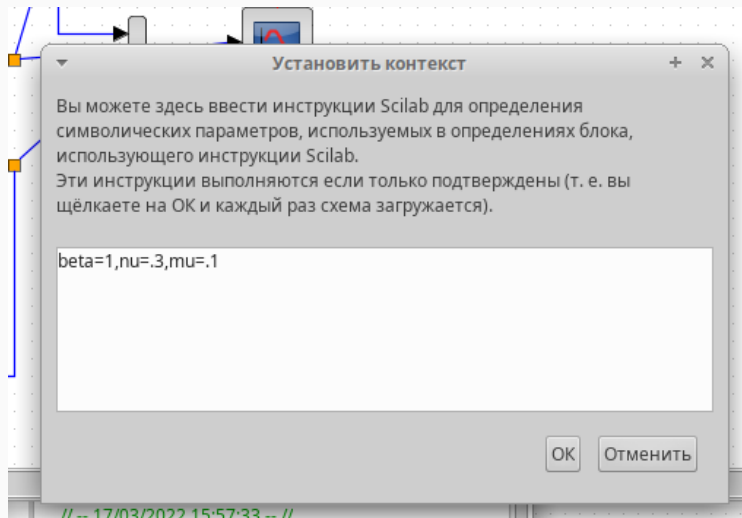 Установить контекст
Вы можете здесь ввести инструкции Scilab для определения
символических параметров, используемых в определениях блока,
использующего инструкции Scilab.
Эти инструкции выполняются если только подтверждены (т. е. вы
щёлкаете на ОК и каждый раз схема загружается).
beta=1,nu=.3,mu=.1
ОК Отменить
// -- 17/03/2022 15:57:33 -- //